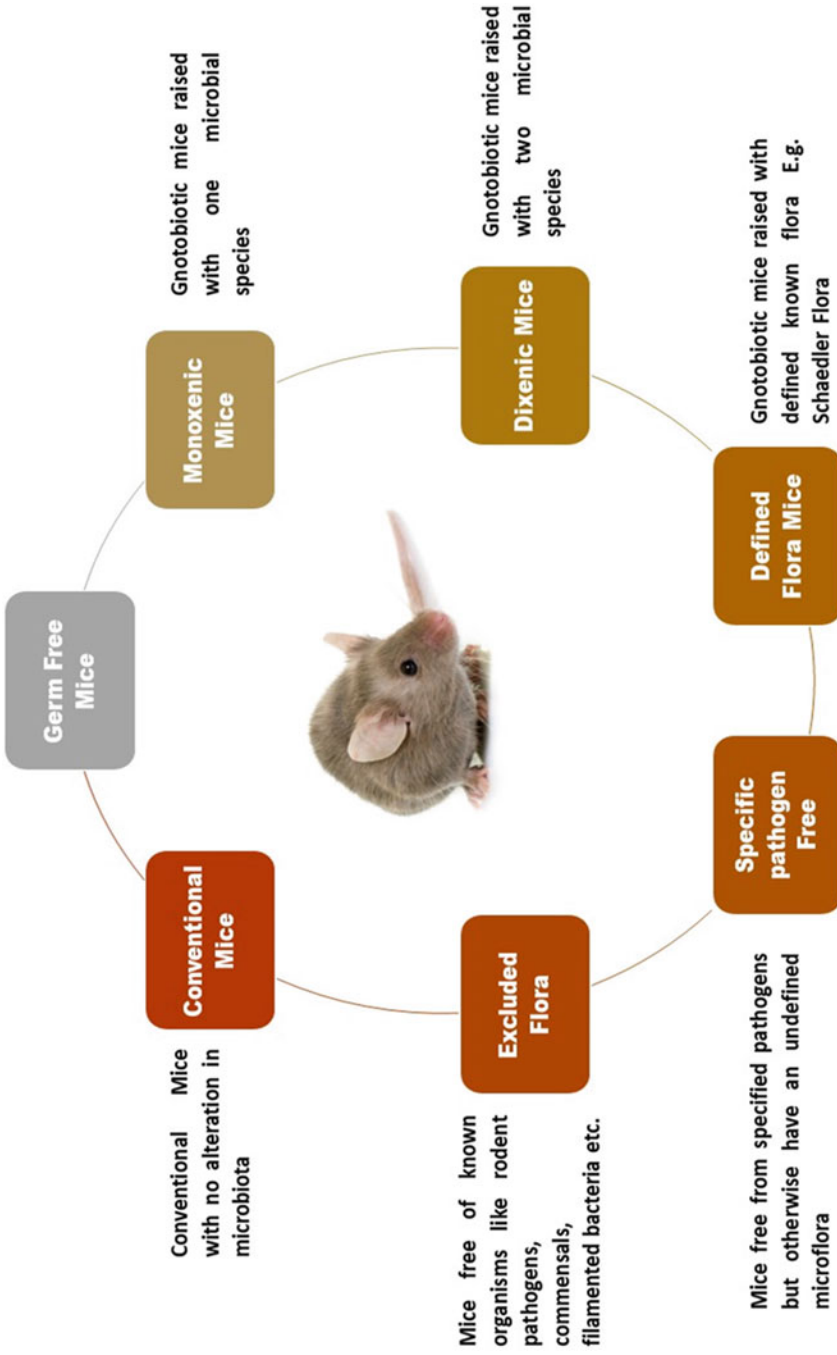 Germ Free
Mice
Monoxenic
Mice
Gnotobiotic mice raised
with one microbial
species
Dixenic Mice
Gnotobiotic mice raised
with two microbial
species
Defined
Flora Mice
Gnotobiotic mice raised with
defined known flora E.g.
Schaedler Flora
Specific
pathogen
Free
Mice free from specified pathogens
but otherwise have an undefined
microflora
Excluded
Flora
Mice free of known
organisms like rodent
pathogens,
commensals,
filamented bacteria etc.
Conventional
Mice
Conventional Mice
with no alteration in
microbiota